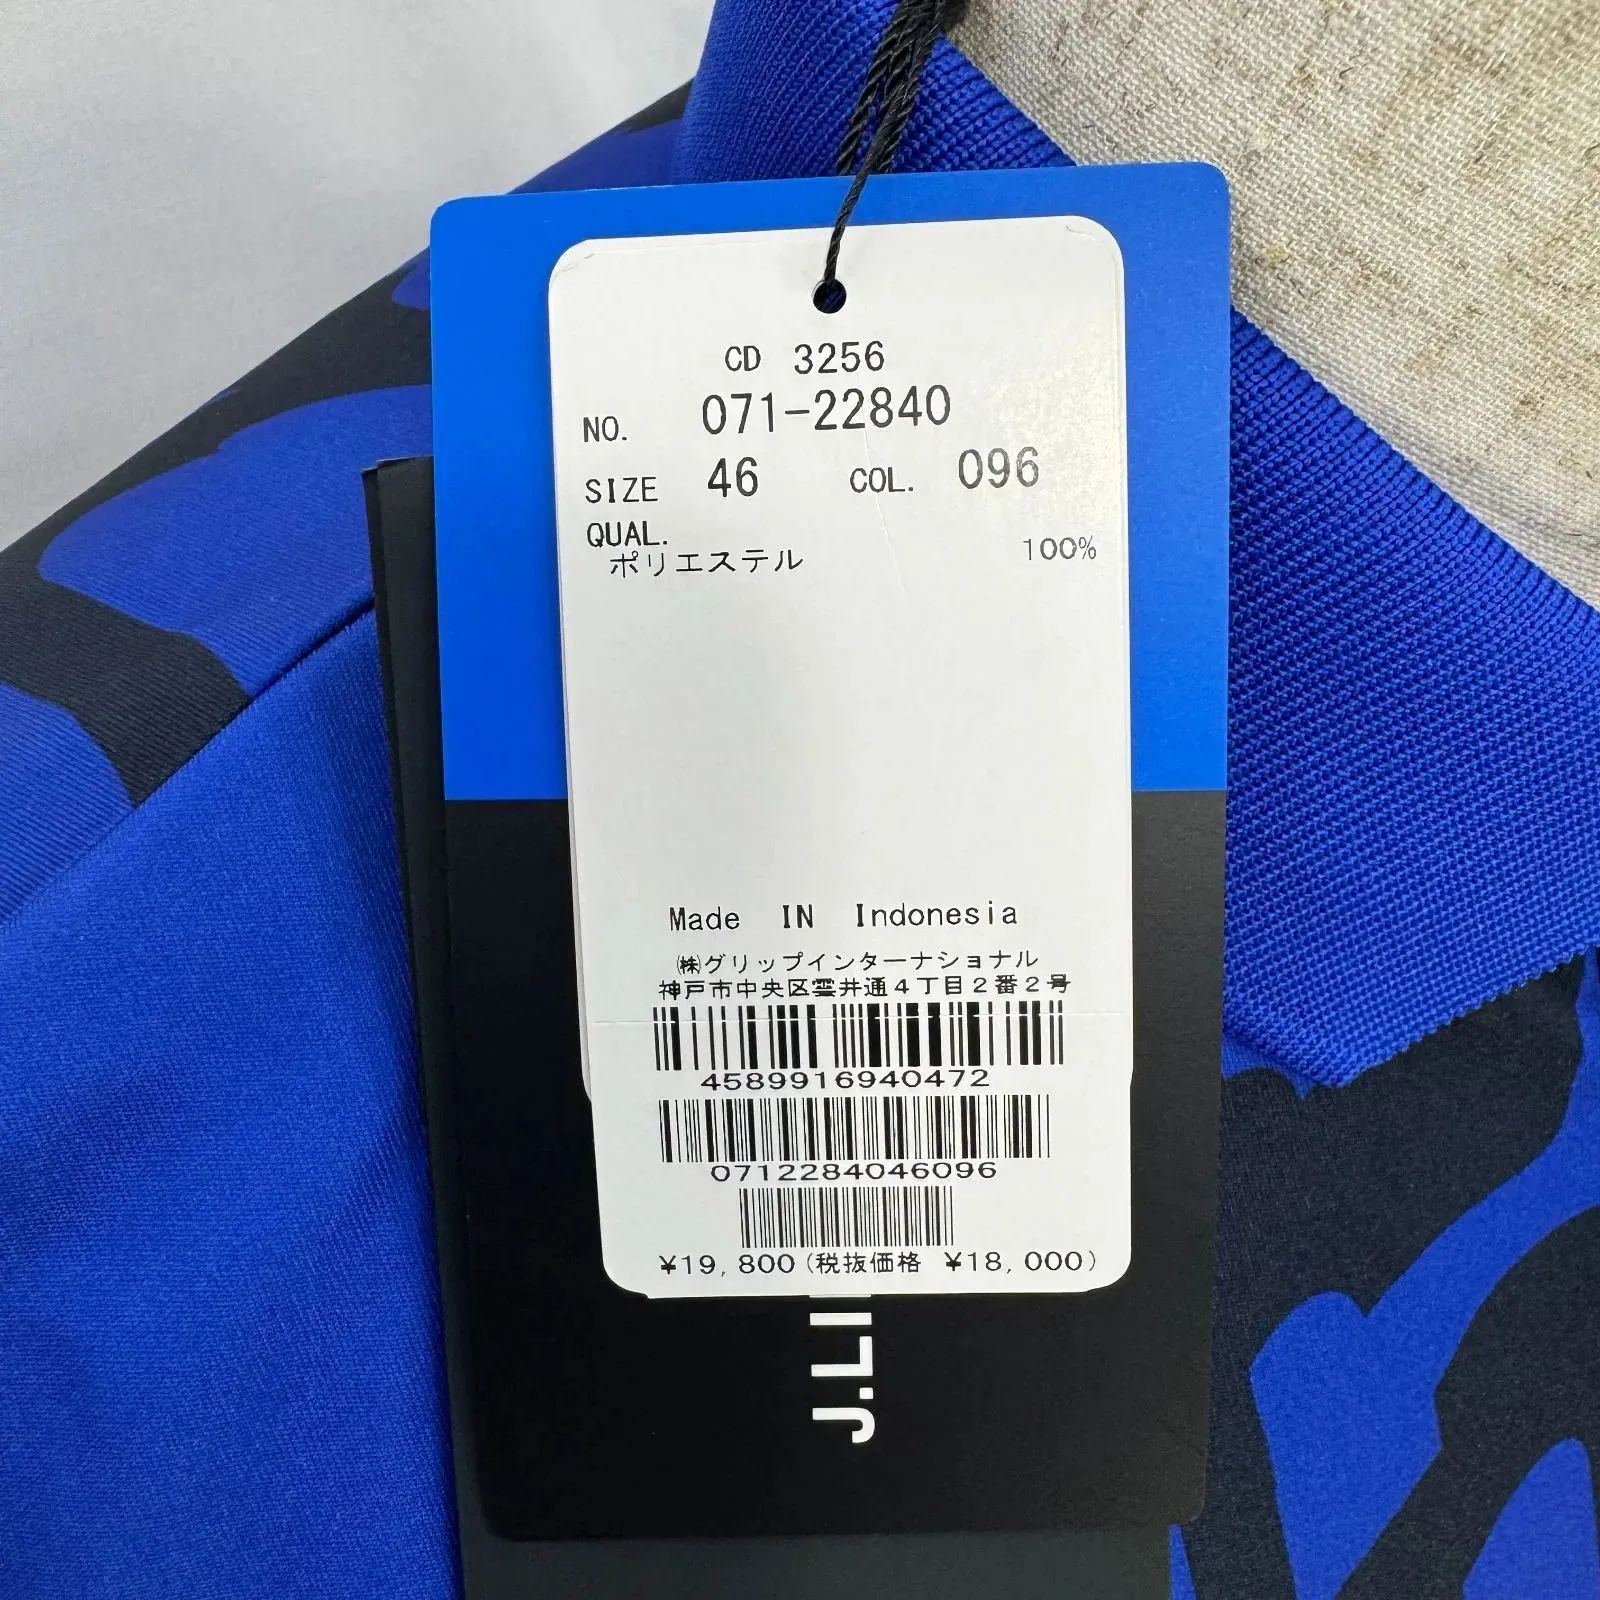 CD 3256
NO. 071-22840
SIZE 46 COL. 096
QUAL.
ポリエステル 100%
Made IN Indonesia
㈱グリップインターナショナル
神戸市中央区雲井通4丁目2番2号
4589916940472
0712284046096
¥19,800(税抜価格 ¥18,000)
J.LI